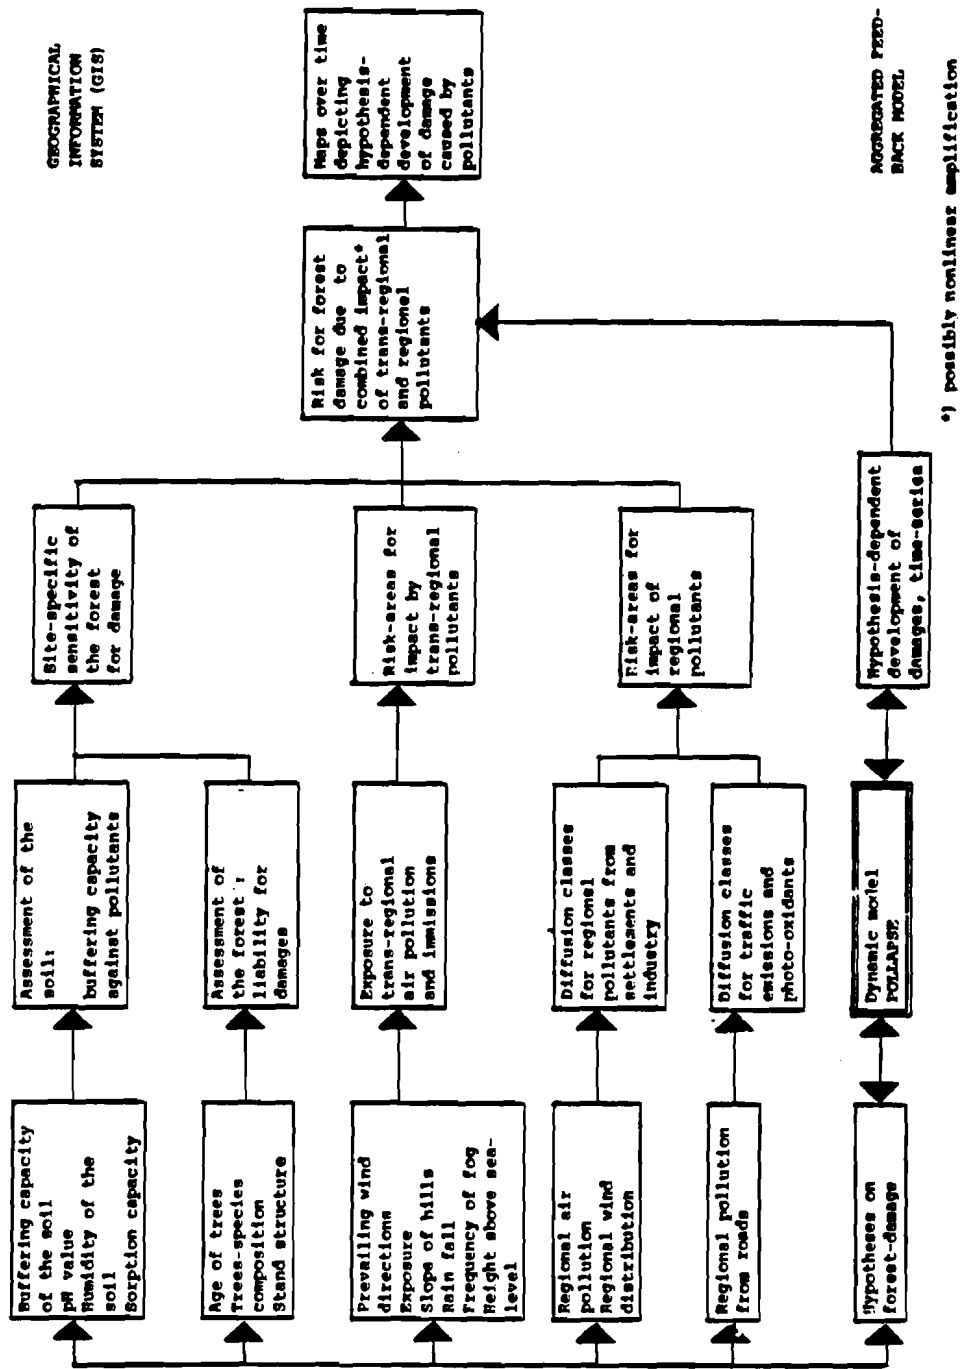 GEOGRAPHICAL
INFORMATION
SYSTEM (GIS)
Buffering capacity
of the soil
pH value
Humidity of the
soil
Sorption capacity
Assessment of the
soil:
buffering capacity
against pollutants
Site-specific
sensitivity of
the forest
for damage
Age of trees
Trees-species
composition
Stand structure
Assessment of
the forest:
liability for
damages
Prevailing wind
directions
Exposure
Slope of hills
Rain fall
Frequency of fog
Height above sea-
level
Exposure to
trans-regional
air pollution
and immissions
Risk-areas for
impact by
trans-regional
pollutants
Risk for forest
damage due to
combined impact*
of trans-regional
and regional
pollutants
Maps over time
depicting
hypothesis-
dependent
development
of damage
caused by
pollutants
Regional air
pollution
Regional wind
distribution
Diffusion classes
for regional
pollutants from
settlements and
industry
Risk-areas for
impact of
regional
pollutants
Regional pollution
from roads
Diffusion classes
for traffic
emissions and
photo-oxidants
Hypotheses on
forest-damage
Dynamic model
POLLAPSE
Hypothesis-dependent
development of
damages, time-series
AGGREGATED FEED-
BACK MODEL
*) possibly nonlinear amplification